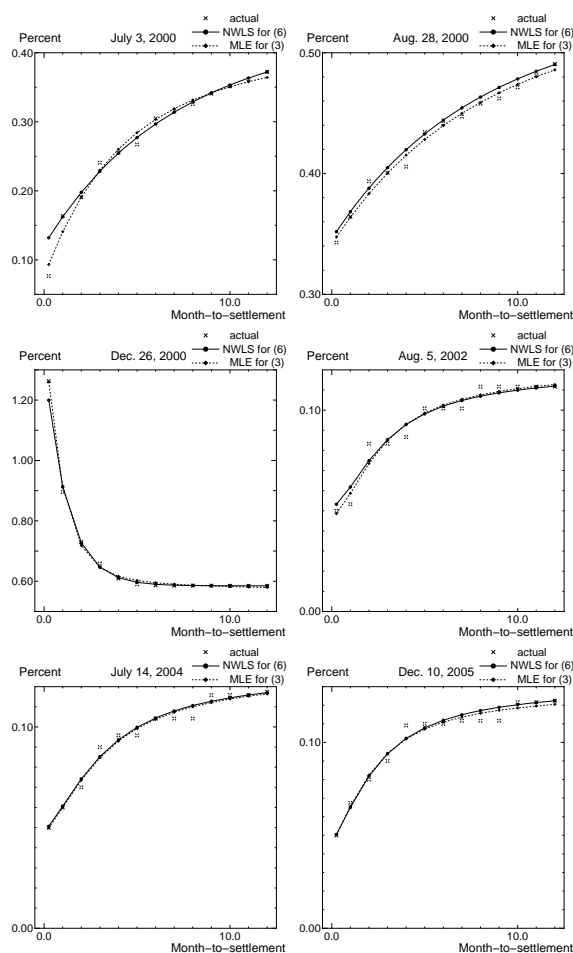 actual
NWLS for (6)
MLE for (3)
July 3, 2000
0.40
0.30
0.20
0.10
0.0
10.0
Month-to-settlement
actual
NWLS for (6)
MLE for (3)
Aug. 28, 2000
0.50
0.40
0.30
0.0
10.0
Month-to-settlement
actual
NWLS for (6)
MLE for (3)
Percent
Dec. 26, 2000
1.20
1.00
0.80
0.60
0.0
10.0
Month-to-settlement
actual
NWLS for (6)
MLE for (3)
Percent
Aug. 5, 2002
0.10
0.00
0.0
10.0
Month-to-settlement
actual
NWLS for (6)
MLE for (3)
Percent
July 14, 2004
0.10
0.00
0.0
10.0
Month-to-settlement
actual
NWLS for (6)
MLE for (3)
Percent
Dec. 10, 2005
0.10
0.00
0.0
10.0
Month-to-settlement